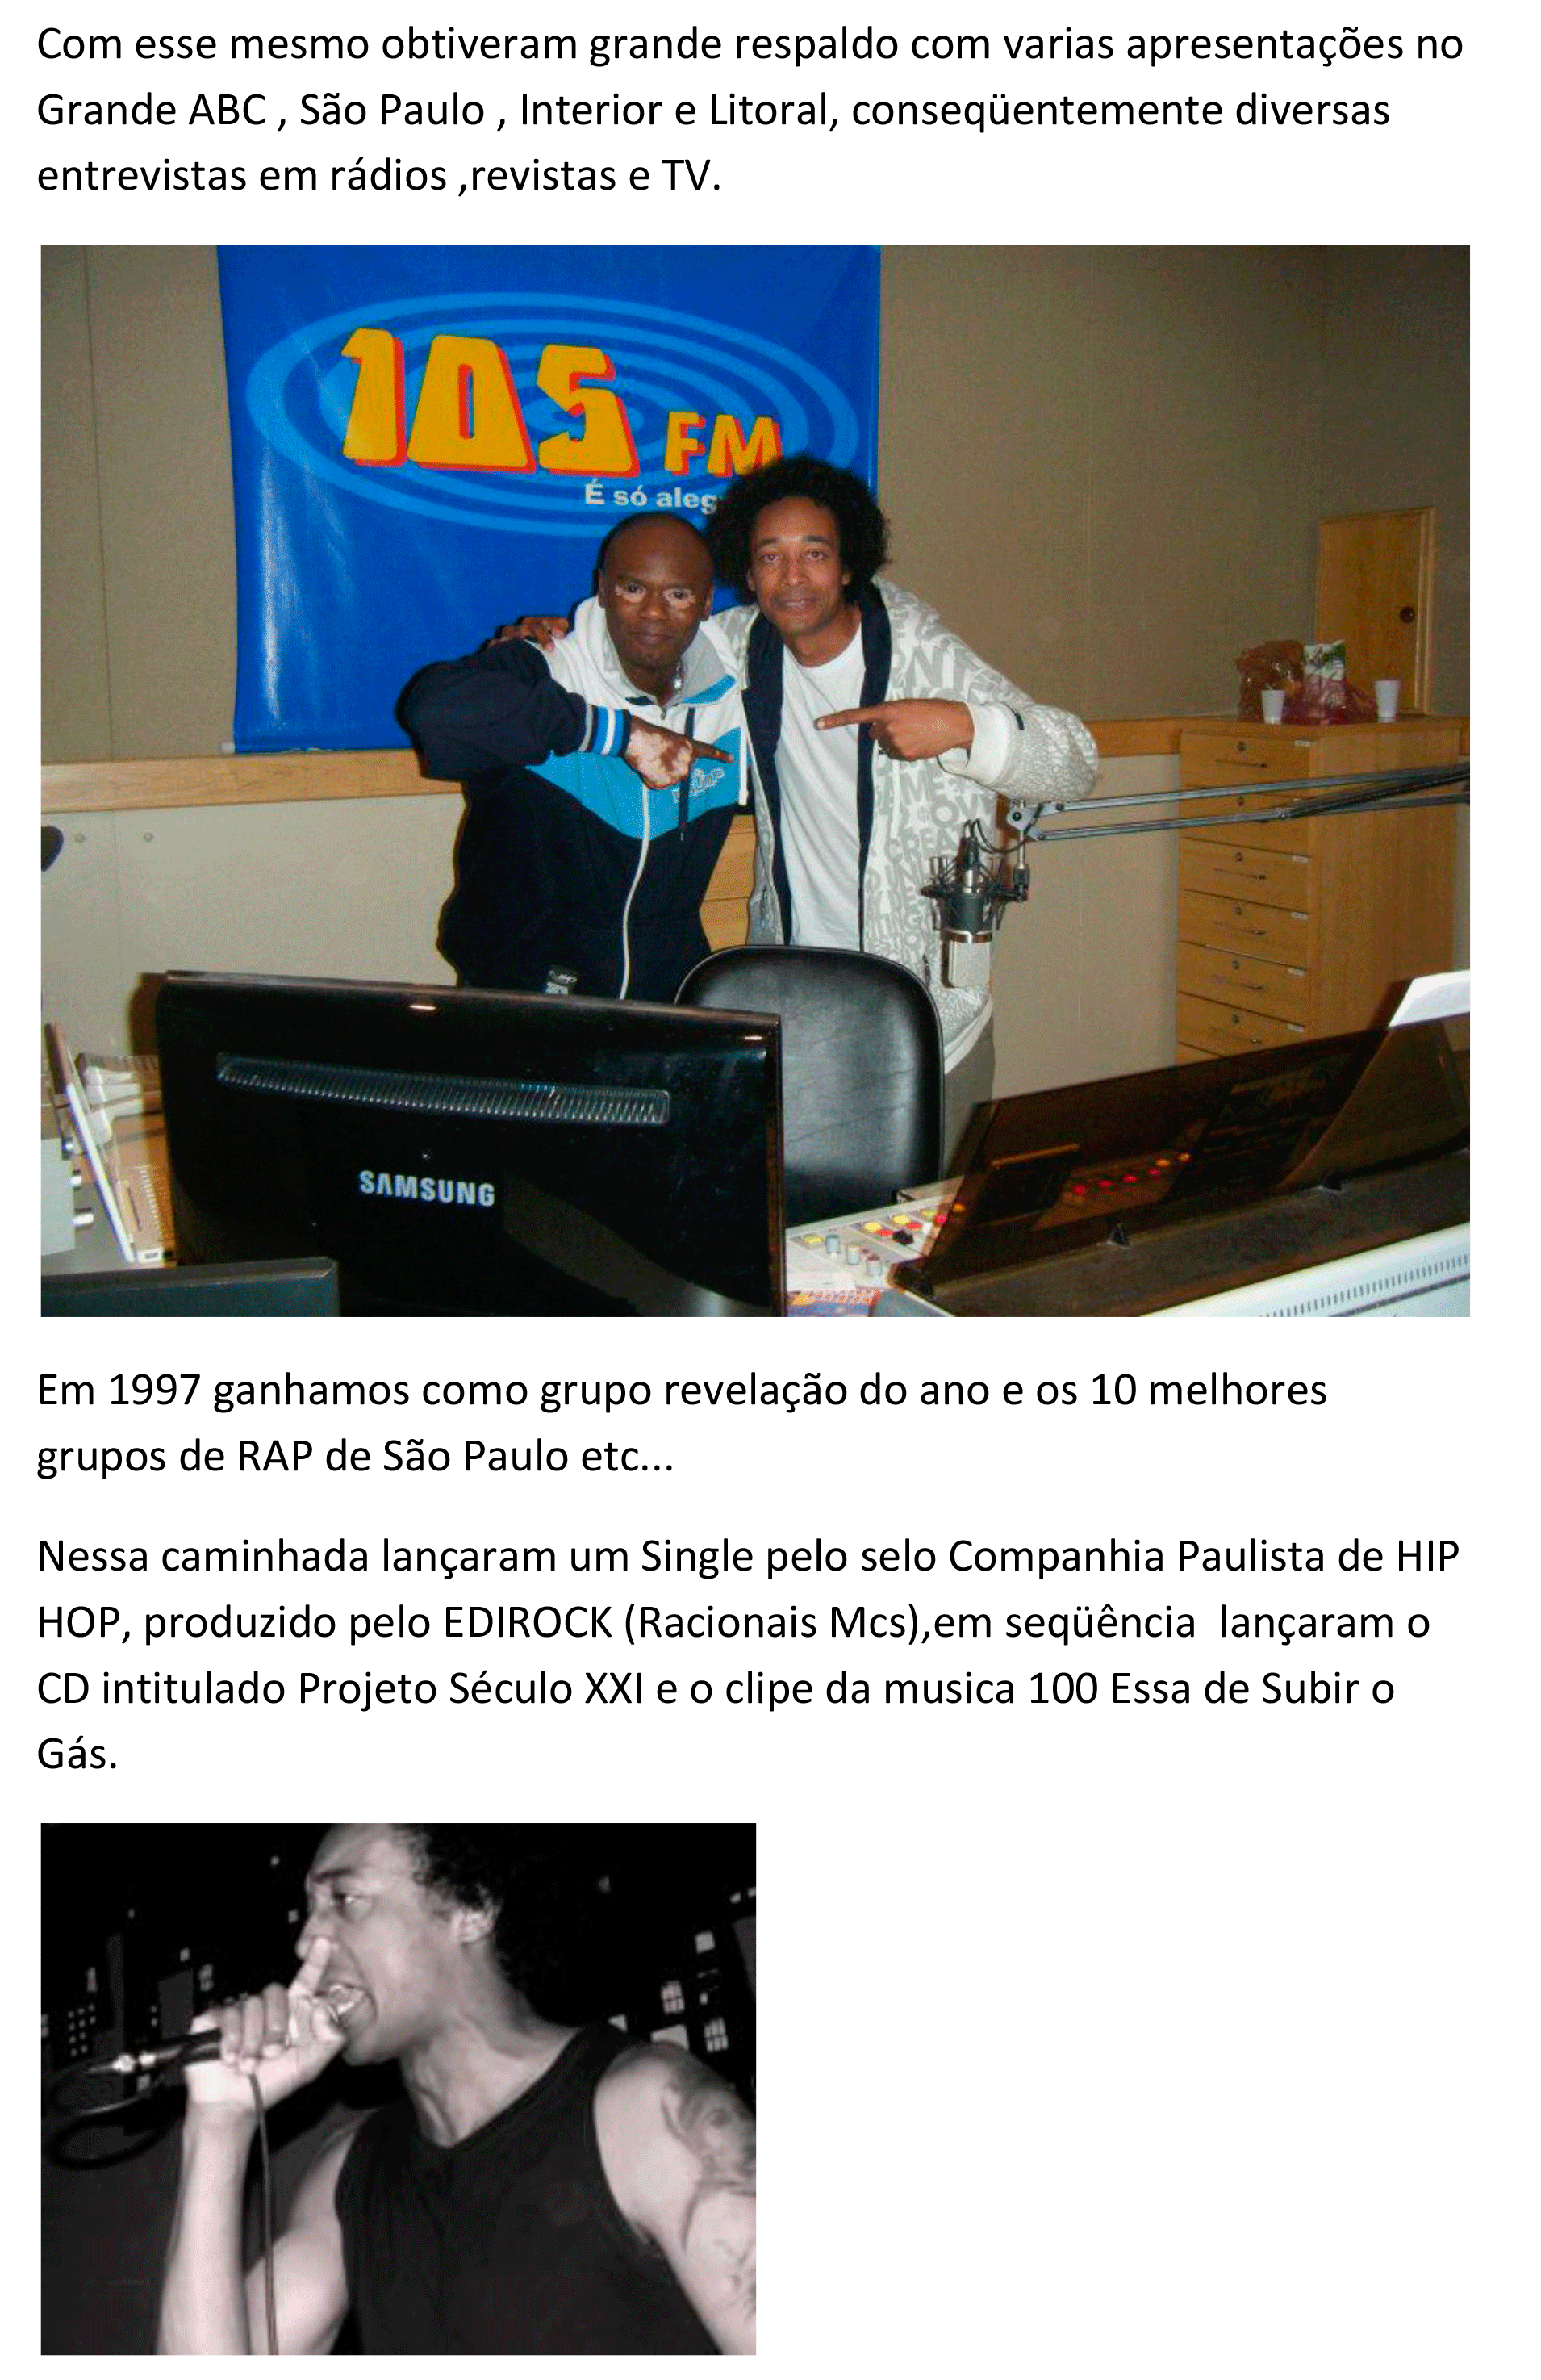 Com esse mesmo obtiveram grande respaldo com varias apresentações no
Grande ABC , São Paulo , Interior e Litoral, conseqüentemente diversas
entrevistas em rádios ,revistas e TV.
105 FM
É só aleg
SAMSUNG
Em 1997 ganhamos como grupo revelação do ano e os 10 melhores
grupos de RAP de São Paulo etc...
Nessa caminhada lançaram um Single pelo selo Companhia Paulista de HIP
HOP, produzido pelo EDIROCK (Racionais Mcs),em seqüência  lançaram o
CD intitulado Projeto Século XXI e o clipe da musica 100 Essa de Subir o
Gás.